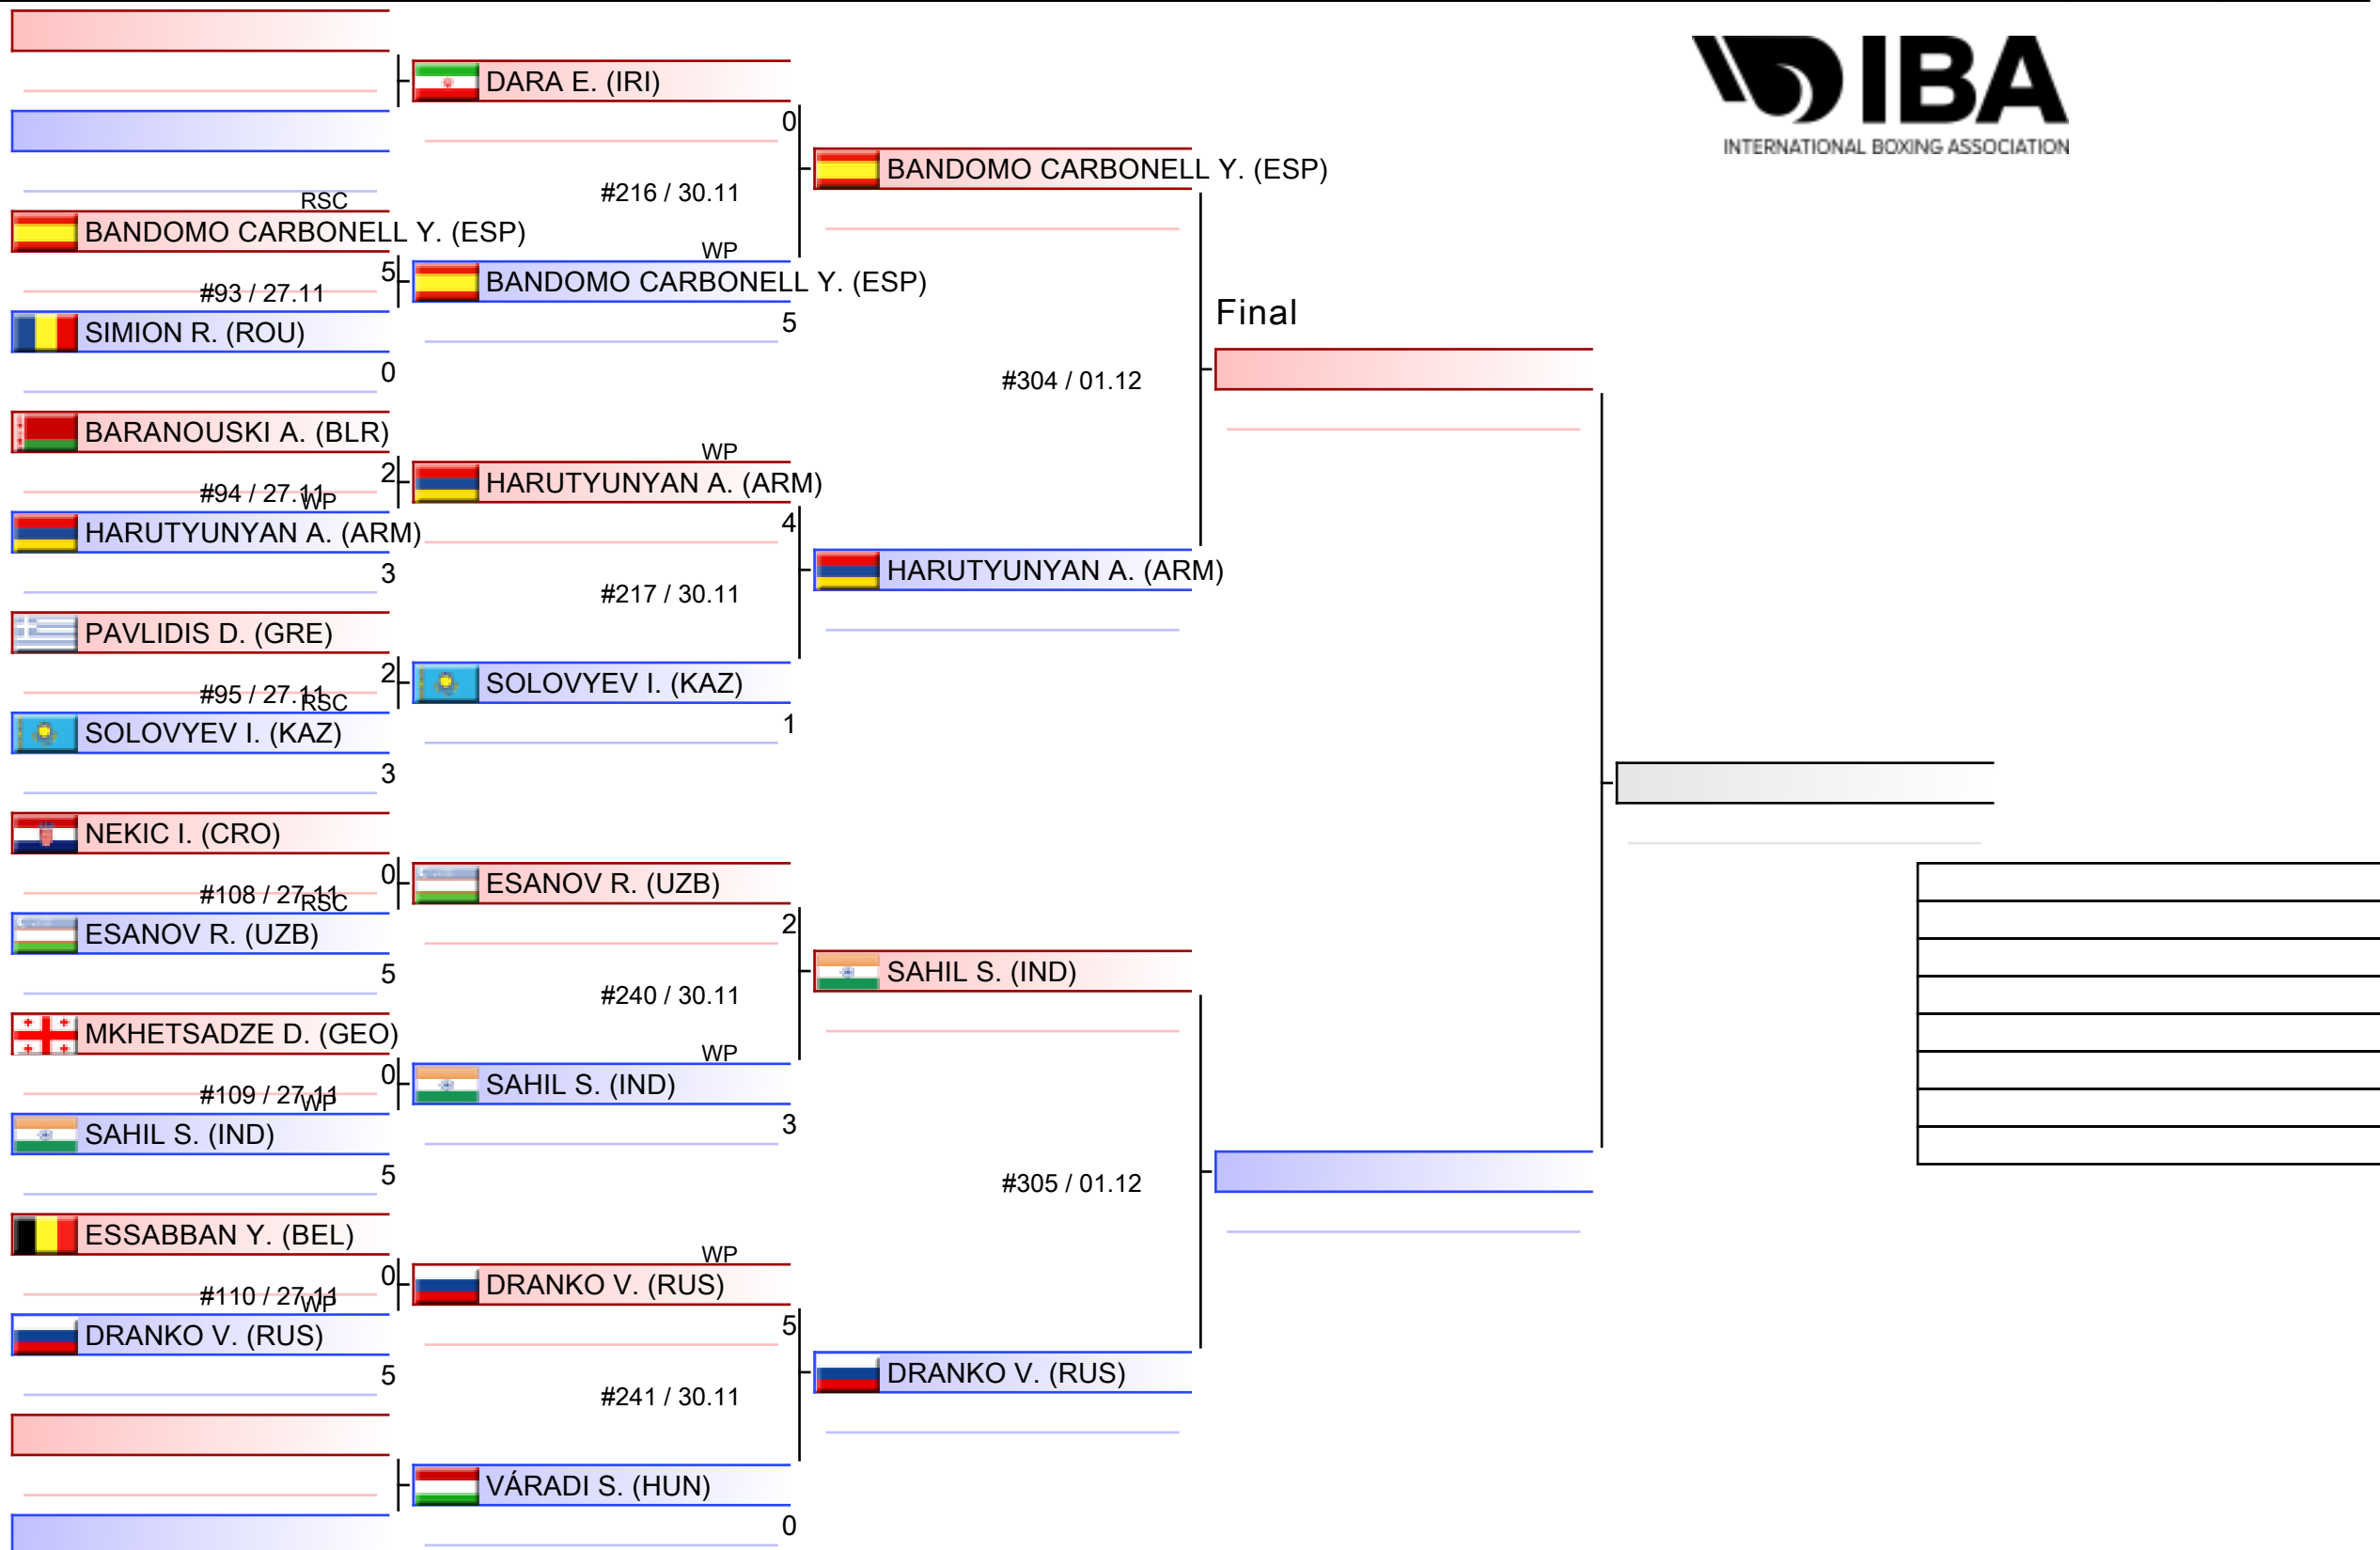 IBA
INTERNATIONAL BOXING ASSOCIATION
DARA E. (IRI)
0
#216 / 30.11
BANDOMO CARBONELL Y. (ESP)
RSC
BANDOMO CARBONELL Y. (ESP)
5
#93 / 27.11
WP
BANDOMO CARBONELL Y. (ESP)
5
SIMION R. (ROU)
0
Final
#304 / 01.12
BARANOUSKI A. (BLR)
2
#94 / 27.11
WP
WP
HARUTYUNYAN A. (ARM)
4
HARUTYUNYAN A. (ARM)
3
#217 / 30.11
HARUTYUNYAN A. (ARM)
PAVLIDIS D. (GRE)
2
#95 / 27.11
RSC
SOLOVYEV I. (KAZ)
1
SOLOVYEV I. (KAZ)
3
NEKIC I. (CRO)
0
#108 / 27.11
RSC
ESANOV R. (UZB)
2
ESANOV R. (UZB)
5
#240 / 30.11
SAHIL S. (IND)
MKHETSADZE D. (GEO)
0
#109 / 27.11
WP
WP
SAHIL S. (IND)
3
SAHIL S. (IND)
5
#305 / 01.12
ESSABBAN Y. (BEL)
0
#110 / 27.11
WP
WP
DRANKO V. (RUS)
5
DRANKO V. (RUS)
5
#241 / 30.11
DRANKO V. (RUS)
VÁRADI S. (HUN)
0